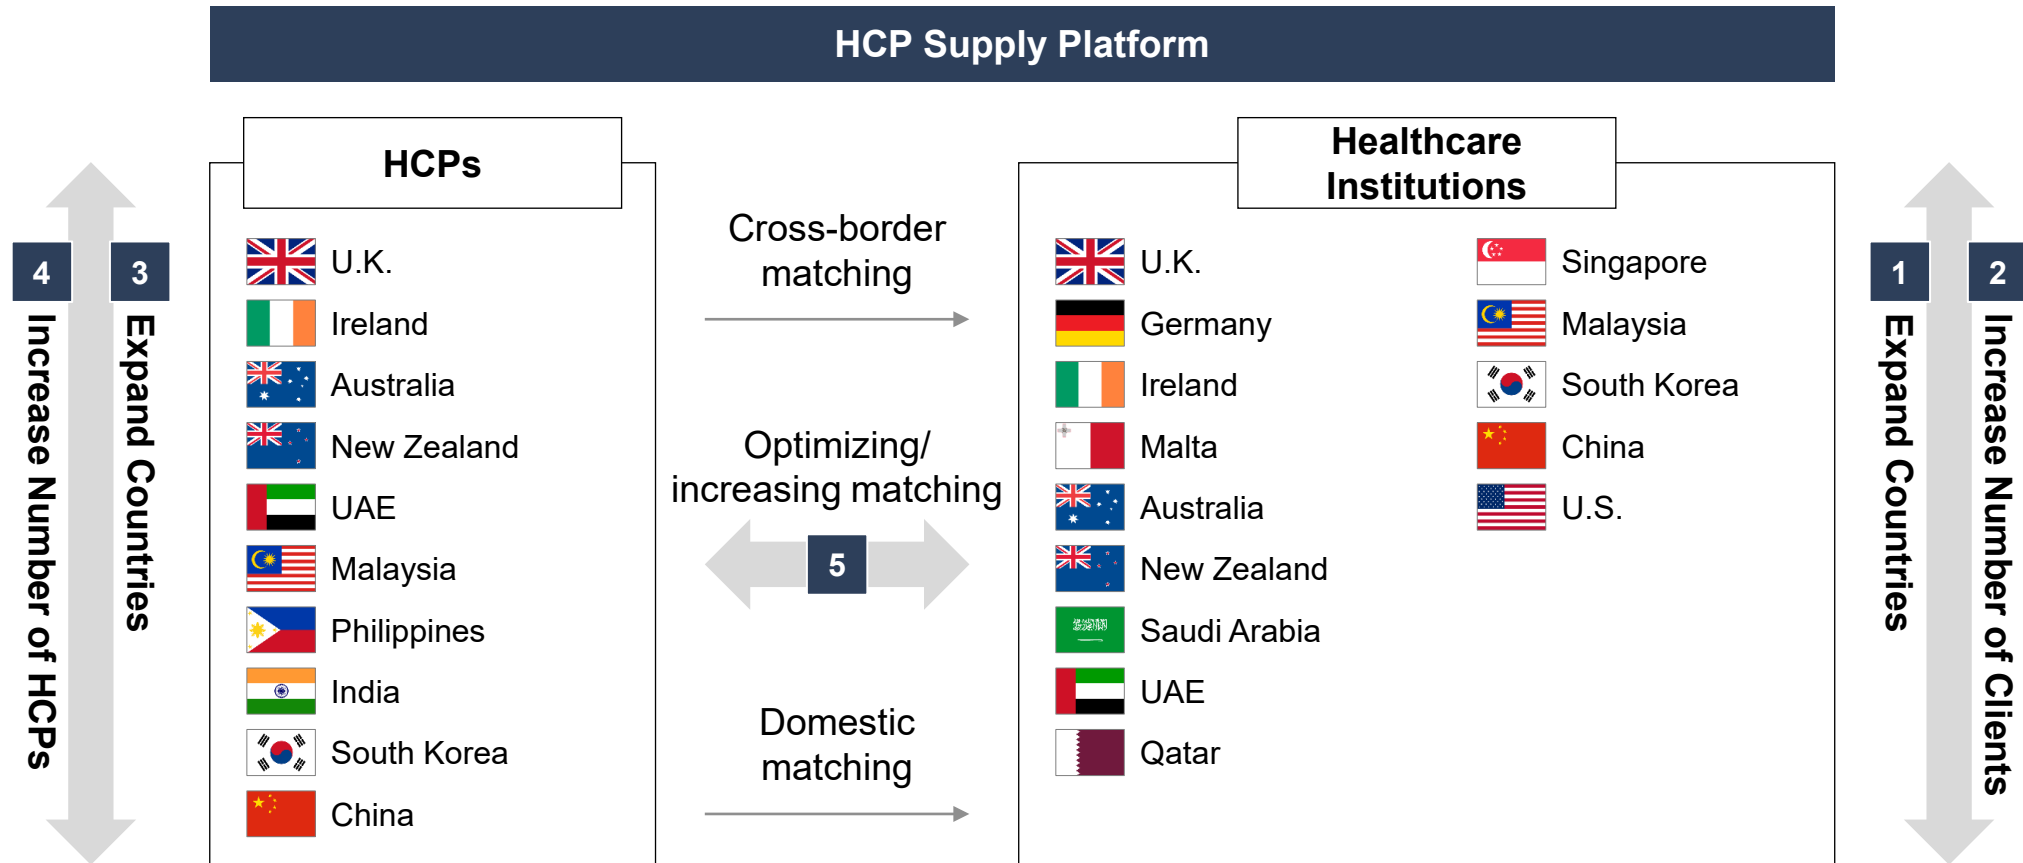 HCP Supply Platform
4
Increase Number of HCPs
3
Expand Countries
HCPs
U.K.
Ireland
Australia
New Zealand
UAE
Malaysia
Philippines
India
South Korea
China
Cross-border
matching
Optimizing/
increasing matching
5
Domestic
matching
Healthcare
Institutions
U.K.
Germany
Ireland
Malta
Australia
New Zealand
Saudi Arabia
UAE
Qatar
Singapore
Malaysia
South Korea
China
U.S.
1
Expand Countries
2
Increase Number of Clients